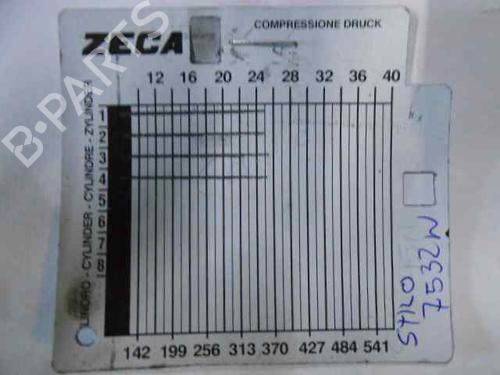 ZECA
COMPRESSIONE DRUCK
12 16 20 24 28 32 36 40
CYLINDER - CYLINDRE - ZYLINDER
1
2
3
4
5
6
7
8
142 199 256 313 370 427 484 541
STILO
7532W
B-PARTS